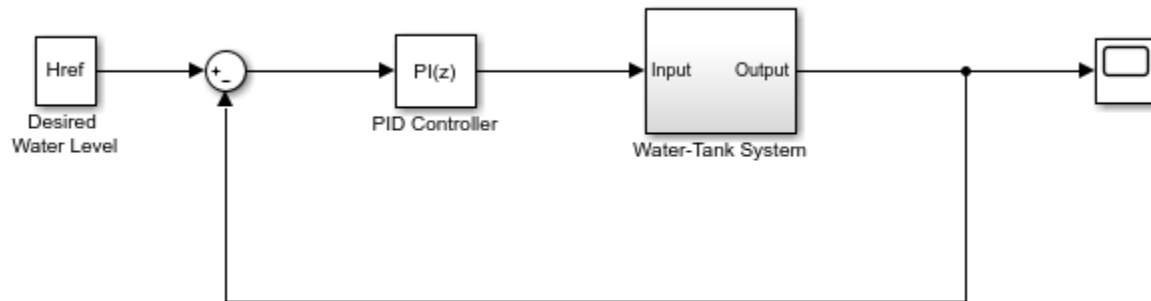 Href
Desired
Water Level
+
-
PI(z)
PID Controller
Input Output
Water-Tank System